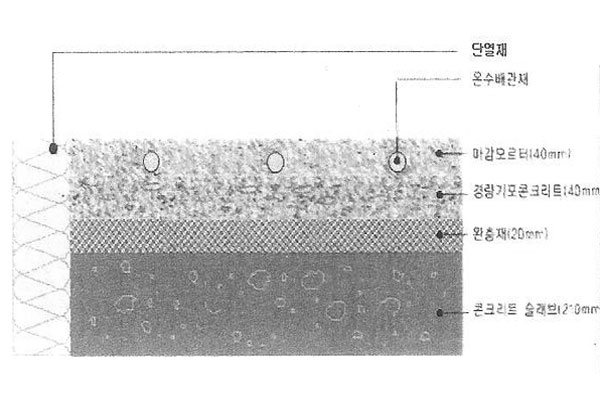 단열재
온수배관재
마감모르터(40mm)
경량기포콘크리트(40mm
완충재(20mm)
콘크리트 슬래브(210mm